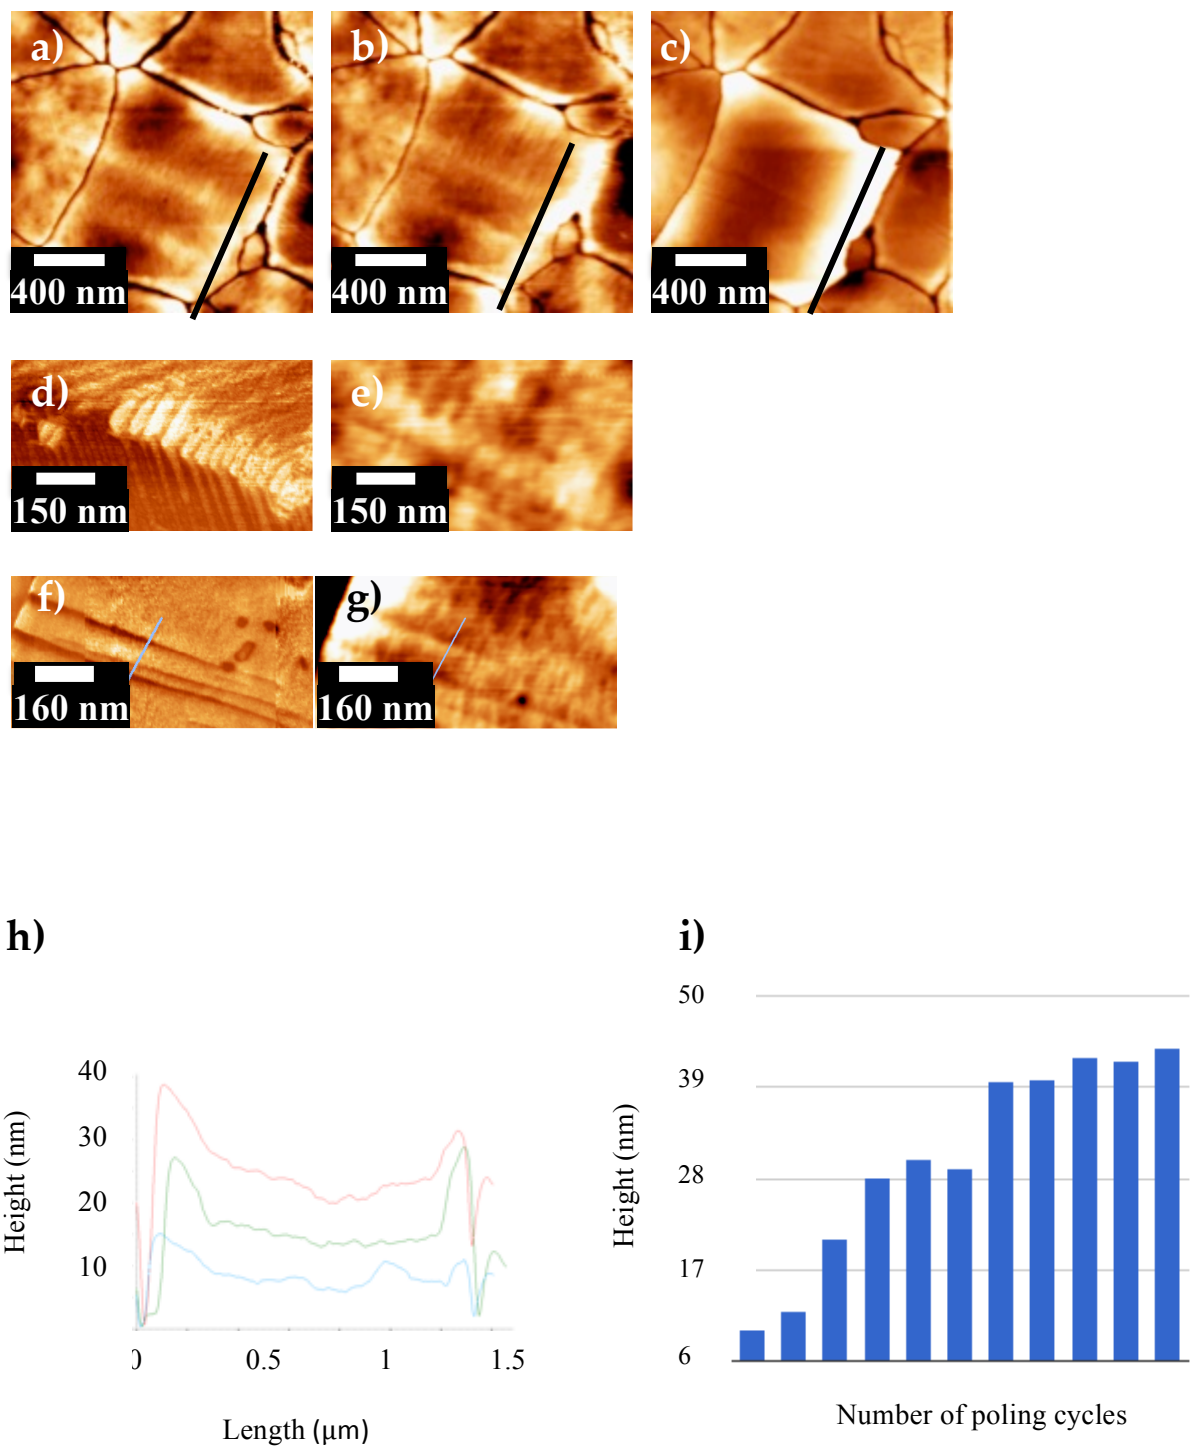 a)
b)
c)
400 nm
400 nm
400 nm
d)
e)
150 nm
150 nm
f)
g)
160 nm
160 nm
h)
i)
50
39
28
17
6
Height (nm)
Number of poling cycles
40
30
20
10
Height (nm)
0
0.5
1
1.5
Length (μm)